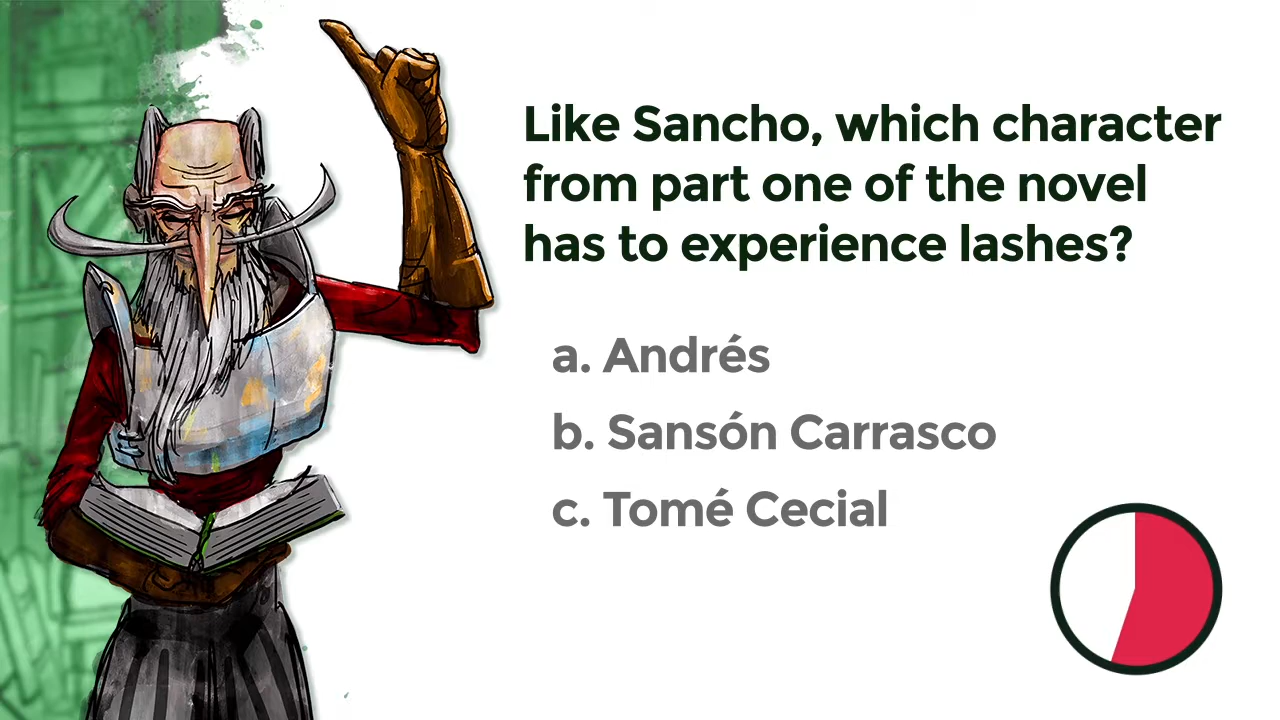 Like Sancho, which character
from part one of the novel
has to experience lashes?
a. Andrés
b. Sansón Carrasco
c. Tomé Cecial